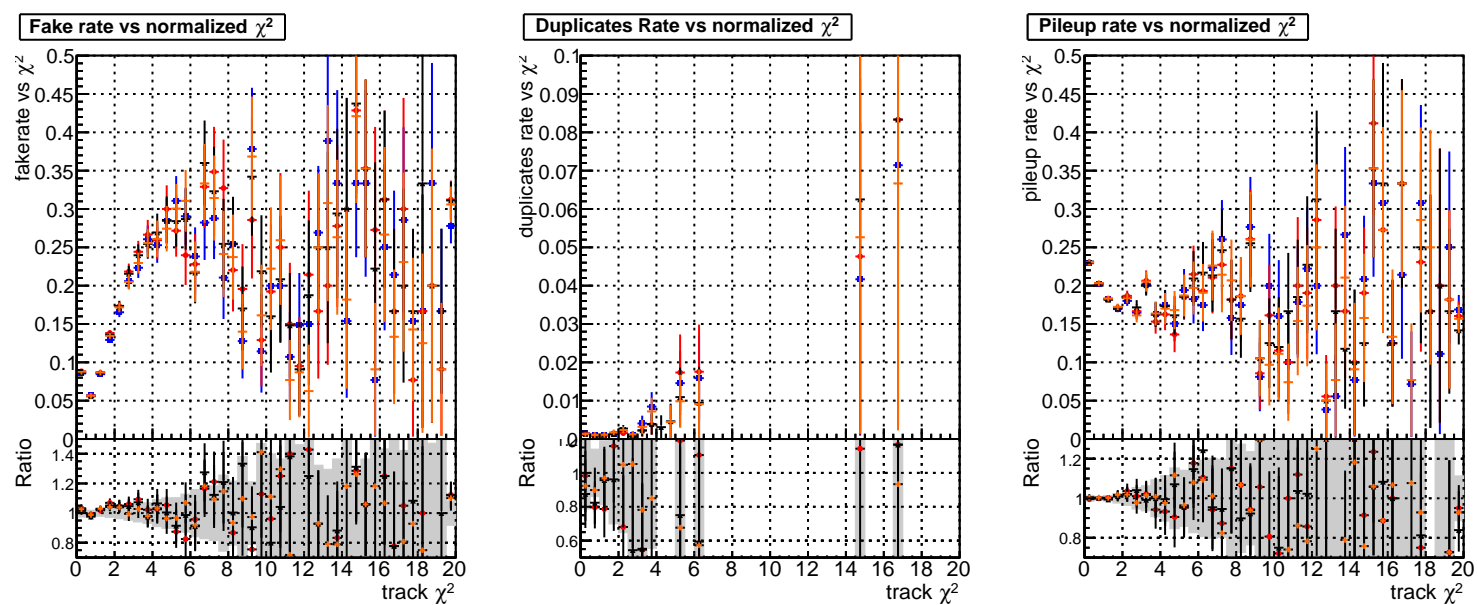 Fake rate vs normalized χ²
fakerate vs χ²
0.5
0.45
0.4
0.35
0.3
0.25
0.2
0.15
0.1
0.05
0
Ratio
1.4
1.2
1
0.8
0 2 4 6 8 10 12 14 16 18 20
track χ²
Duplicates Rate vs normalized χ²
duplicates rate vs χ²
0.1
0.09
0.08
0.07
0.06
0.05
0.04
0.03
0.02
0.01
0
Ratio
1
0.8
0.6
0 2 4 6 8 10 12 14 16 18 20
track χ²
Pileup rate vs normalized χ²
pileup rate vs χ²
0.5
0.45
0.4
0.35
0.3
0.25
0.2
0.15
0.1
0.05
0
Ratio
1.2
1
0.8
0 2 4 6 8 10 12 14 16 18 20
track χ²